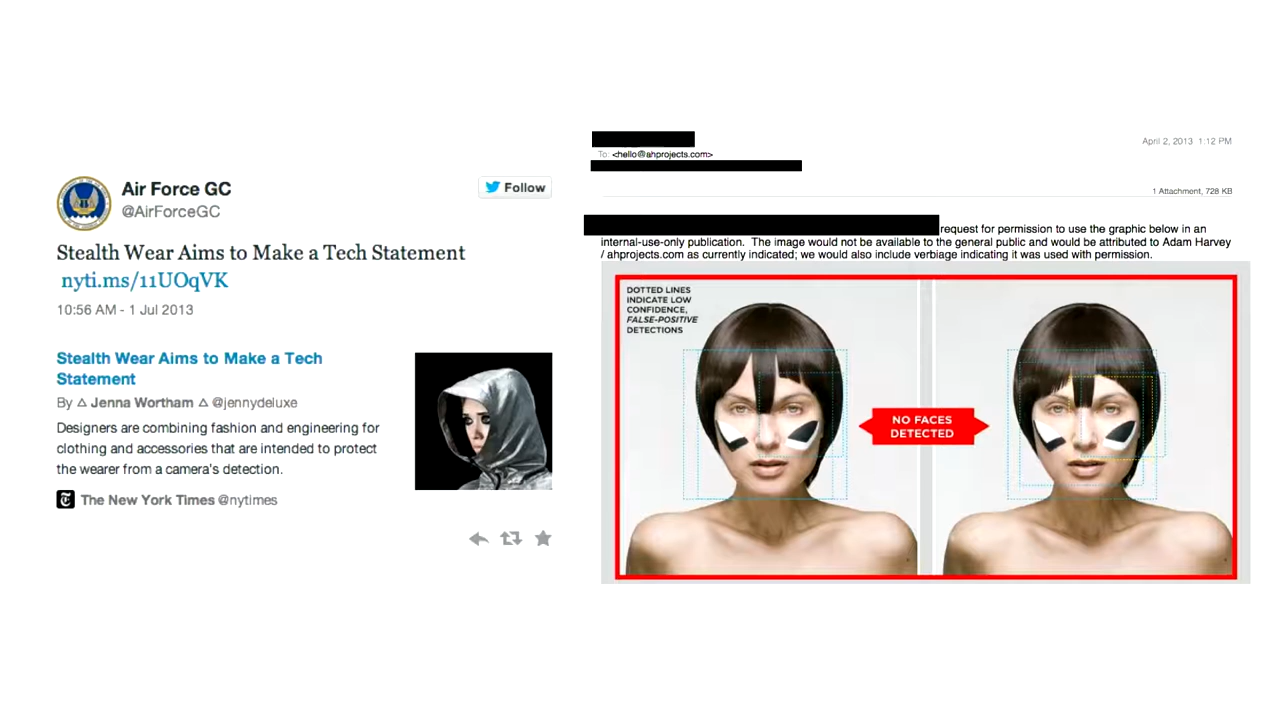 Air Force GC
@AirForceGC
Follow
Stealth Wear Aims to Make a Tech Statement
nyti.ms/11UOqVK
10:56 AM - 1 Jul 2013
Stealth Wear Aims to Make a Tech
Statement
By △ Jenna Wortham △ @jennydeluxe
Designers are combining fashion and engineering for
clothing and accessories that are intended to protect
the wearer from a camera's detection.
The New York Times @nytimes
April 2, 2013 1:12 PM
To: <hello@ahprojects.com>
1 Attachment, 728 KB
request for permission to use the graphic below in an
internal-use-only publication. The image would not be available to the general public and would be attributed to Adam Harvey
/ ahprojects.com as currently indicated; we would also include verbiage indicating it was used with permission.
DOTTED LINES
INDICATE LOW
CONFIDENCE,
FALSE-POSITIVE
DETECTIONS
NO FACES
DETECTED